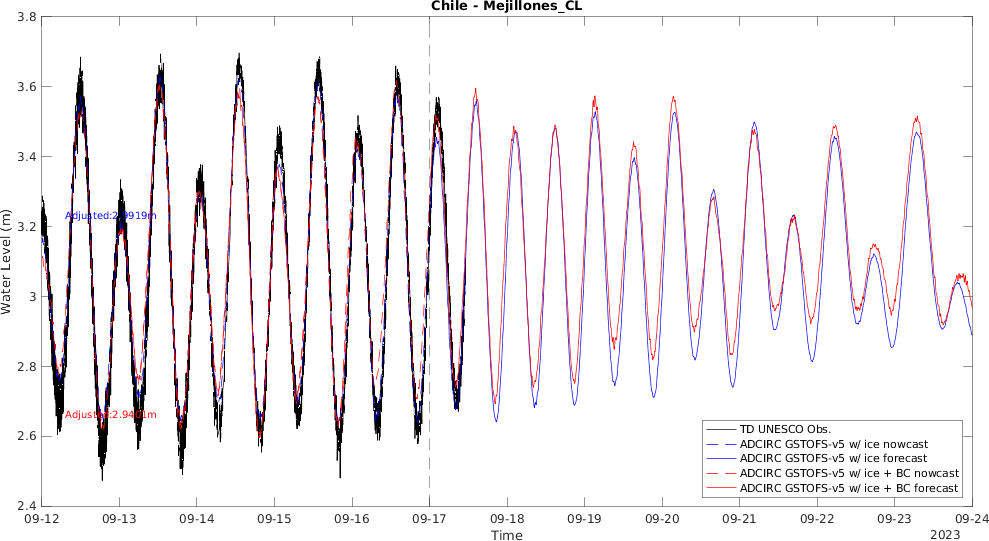 Chile - Mejillones_CL
Water Level (m)
3.8
3.6
3.4
3.2
3
2.8
2.6
2.4
Adjusted:2.9919m
TD UNESCO Obs.
ADCIRC GSTOFS-v5 w/ ice nowcast
ADCIRC GSTOFS-v5 w/ ice forecast
ADCIRC GSTOFS-v5 w/ ice + BC nowcast
ADCIRC GSTOFS-v5 w/ ice + BC forecast
09-12 09-13 09-14 09-15 09-16 09-17 09-18 09-19 09-20 09-21 09-22 09-23 09-24
Time
2023